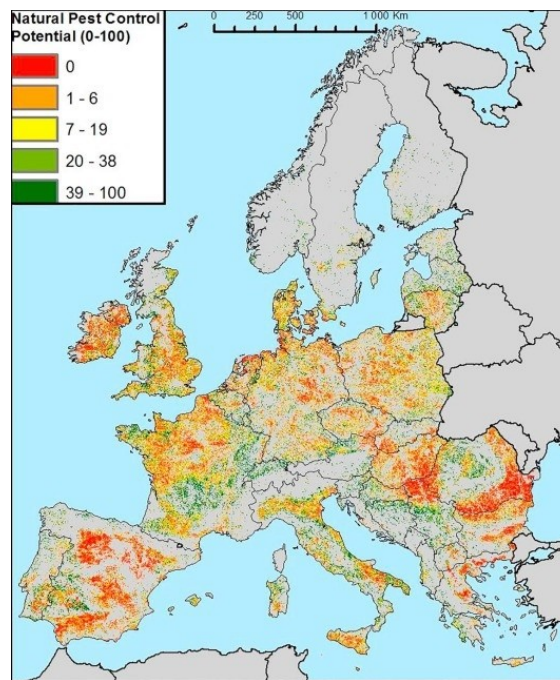 Natural Pest Control
Potential (0-100)
0
1 - 6
7 - 19
20 - 38
39 - 100
0 250 500 1 000 Km